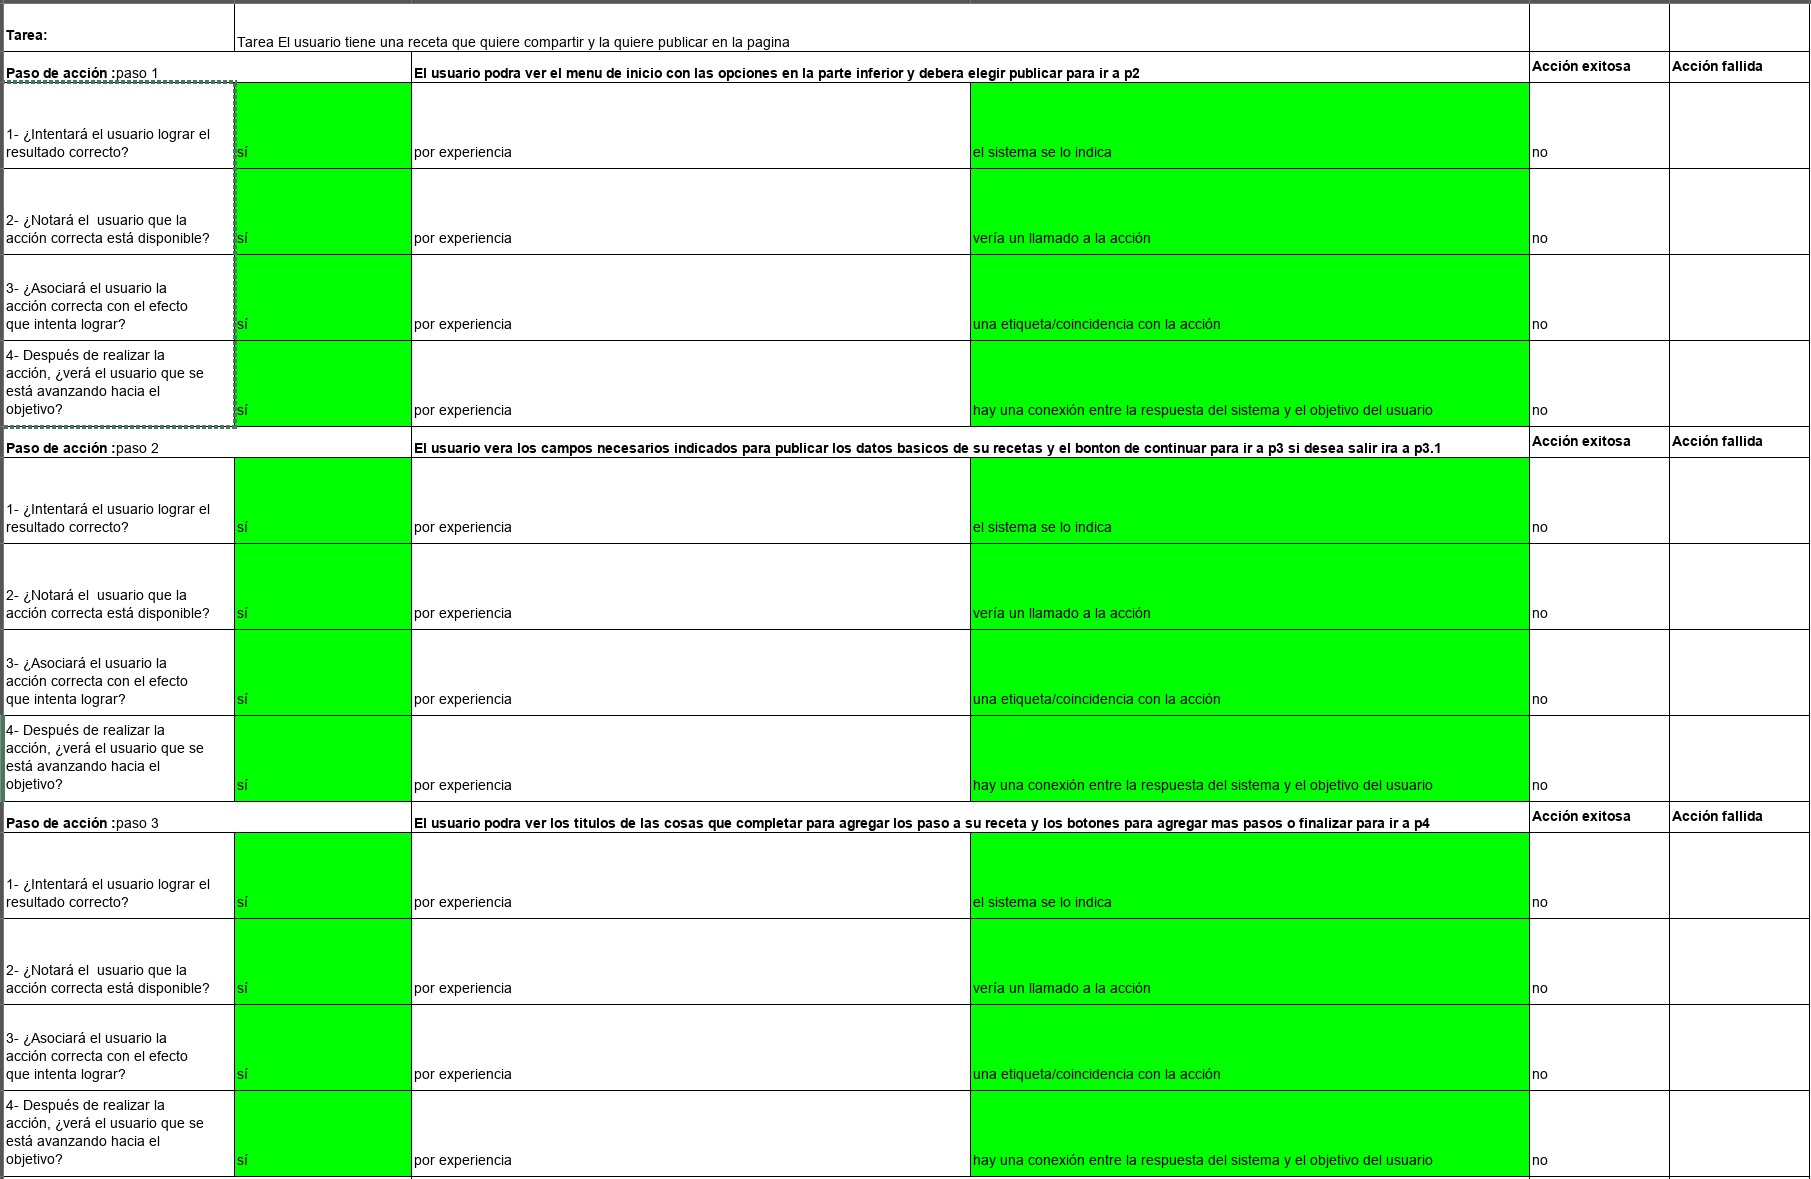 Tarea:
Tarea El usuario tiene una receta que quiere compartir y la quiere publicar en la pagina
Paso de acción :paso 1
El usuario podra ver el menu de inicio con las opciones en la parte inferior y debera elegir publicar para ir a p2
Acción exitosa
Acción fallida
1- ¿Intentará el usuario lograr el
resultado correcto?
sí
por experiencia
el sistema se lo indica
no
2- ¿Notará el  usuario que la
acción correcta está disponible?
sí
por experiencia
vería un llamado a la acción
no
3- ¿Asociará el usuario la
acción correcta con el efecto
que intenta lograr?
sí
por experiencia
una etiqueta/coincidencia con la acción
no
4- Después de realizar la
acción, ¿verá el usuario que se
está avanzando hacia el
objetivo?
sí
por experiencia
hay una conexión entre la respuesta del sistema y el objetivo del usuario
no
Paso de acción :paso 2
El usuario vera los campos necesarios indicados para publicar los datos basicos de su recetas y el bonton de continuar para ir a p3 si desea salir ira a p3.1
Acción exitosa
Acción fallida
1- ¿Intentará el usuario lograr el
resultado correcto?
sí
por experiencia
el sistema se lo indica
no
2- ¿Notará el  usuario que la
acción correcta está disponible?
sí
por experiencia
vería un llamado a la acción
no
3- ¿Asociará el usuario la
acción correcta con el efecto
que intenta lograr?
sí
por experiencia
una etiqueta/coincidencia con la acción
no
4- Después de realizar la
acción, ¿verá el usuario que se
está avanzando hacia el
objetivo?
sí
por experiencia
hay una conexión entre la respuesta del sistema y el objetivo del usuario
no
Paso de acción :paso 3
El usuario podra ver los titulos de las cosas que completar para agregar los paso a su receta y los botones para agregar mas pasos o finalizar para ir a p4
Acción exitosa
Acción fallida
1- ¿Intentará el usuario lograr el
resultado correcto?
sí
por experiencia
el sistema se lo indica
no
2- ¿Notará el  usuario que la
acción correcta está disponible?
sí
por experiencia
vería un llamado a la acción
no
3- ¿Asociará el usuario la
acción correcta con el efecto
que intenta lograr?
sí
por experiencia
una etiqueta/coincidencia con la acción
no
4- Después de realizar la
acción, ¿verá el usuario que se
está avanzando hacia el
objetivo?
sí
por experiencia
hay una conexión entre la respuesta del sistema y el objetivo del usuario
no